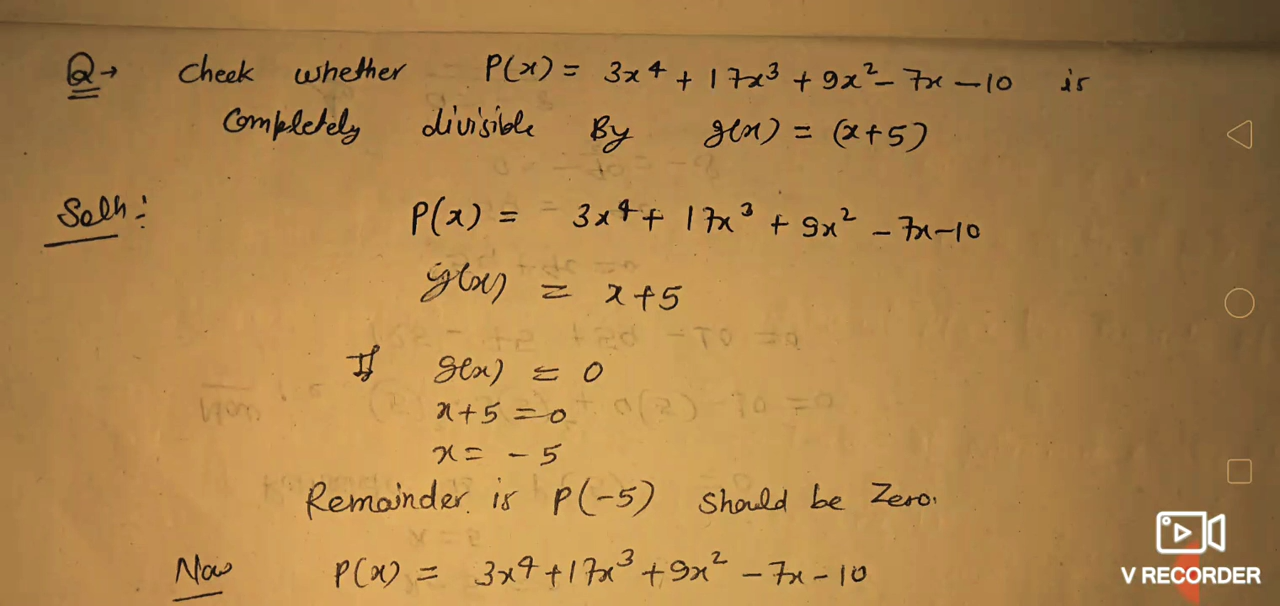 Q→ Check whether P(x) = 3x⁴ + 17x³ + 9x² - 7x - 10 is
Completely divisible By g(x) = (x+5)
Soln:
P(x) = 3x⁴ + 17x³ + 9x² - 7x - 10
g(x) = x+5
If g(x) = 0
x+5 = 0
x = -5
Remainder is P(-5) should be Zero.
Now P(x) = 3x⁴ + 17x³ + 9x² - 7x - 10
V RECORDER